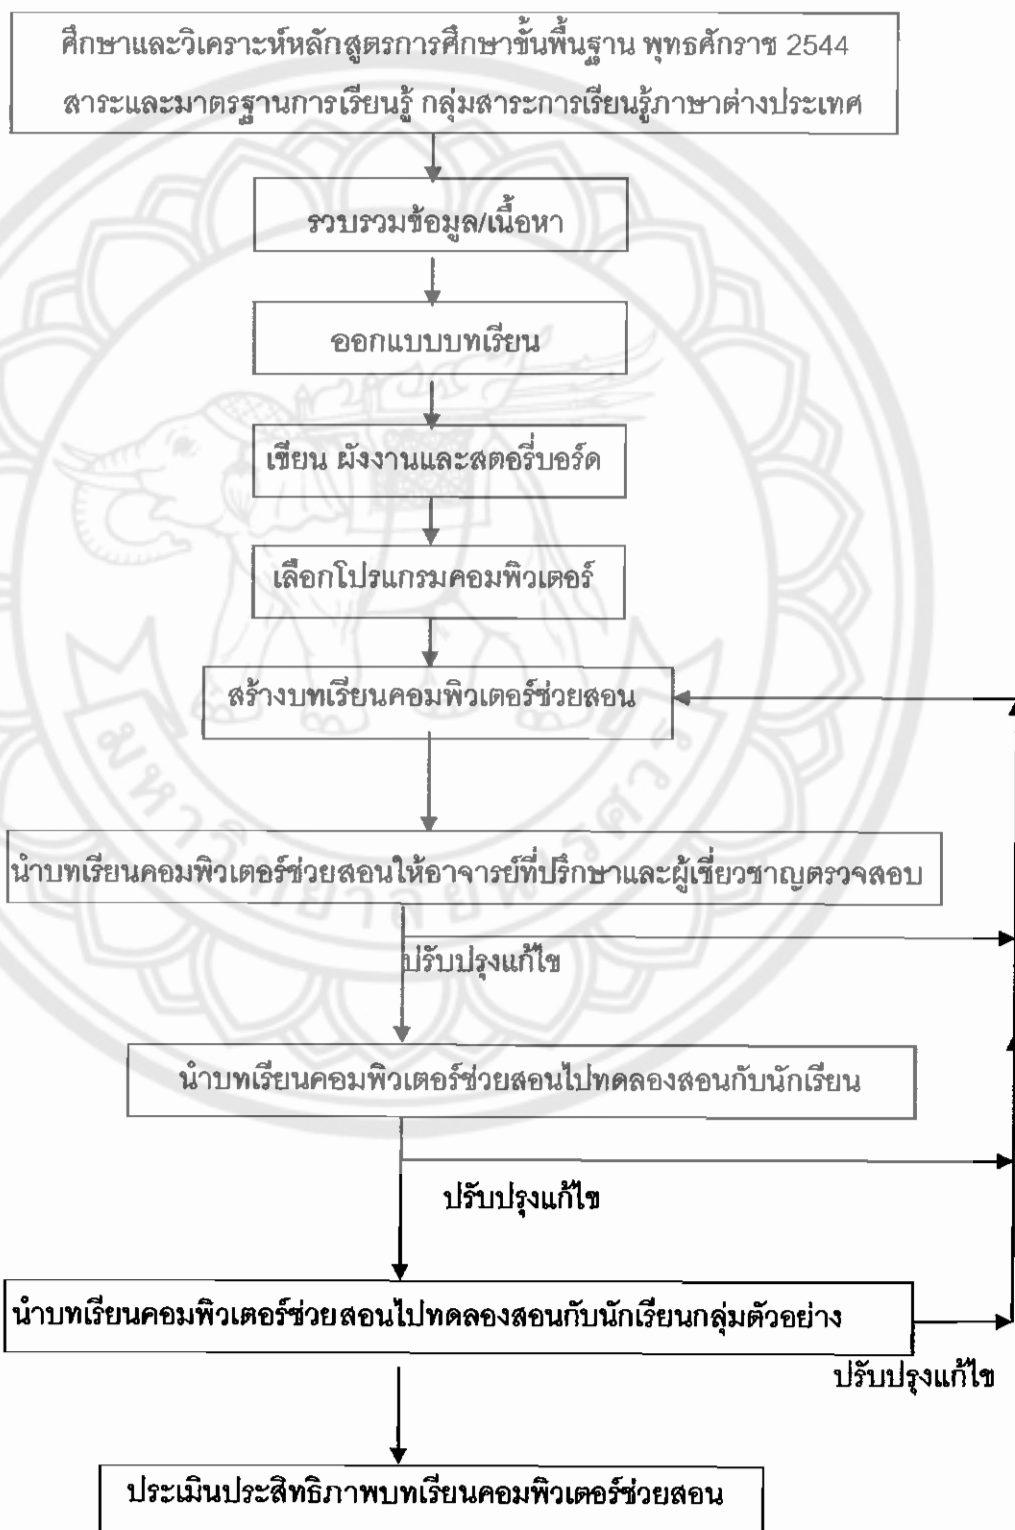 ศึกษาและวิเคราะห์หลักสูตรการศึกษาขั้นพื้นฐาน พุทธศักราช 2544
สาระและมาตรฐานการเรียนรู้ กลุ่มสาระการเรียนรู้ภาษาต่างประเทศ
รวบรวมข้อมูล/เนื้อหา
ออกแบบบทเรียน
เขียน ผังงานและสตอรี่บอร์ด
เลือกโปรแกรมคอมพิวเตอร์
สร้างบทเรียนคอมพิวเตอร์ช่วยสอน
นำบทเรียนคอมพิวเตอร์ช่วยสอนให้อาจารย์ที่ปรึกษาและผู้เชี่ยวชาญตรวจสอบ
ปรับปรุงแก้ไข
นำบทเรียนคอมพิวเตอร์ช่วยสอนไปทดลองสอนกับนักเรียน
ปรับปรุงแก้ไข
นำบทเรียนคอมพิวเตอร์ช่วยสอนไปทดลองสอนกับนักเรียนกลุ่มตัวอย่าง
ปรับปรุงแก้ไข
ประเมินประสิทธิภาพบทเรียนคอมพิวเตอร์ช่วยสอน
มหาวิทยาลัยนเรศวร